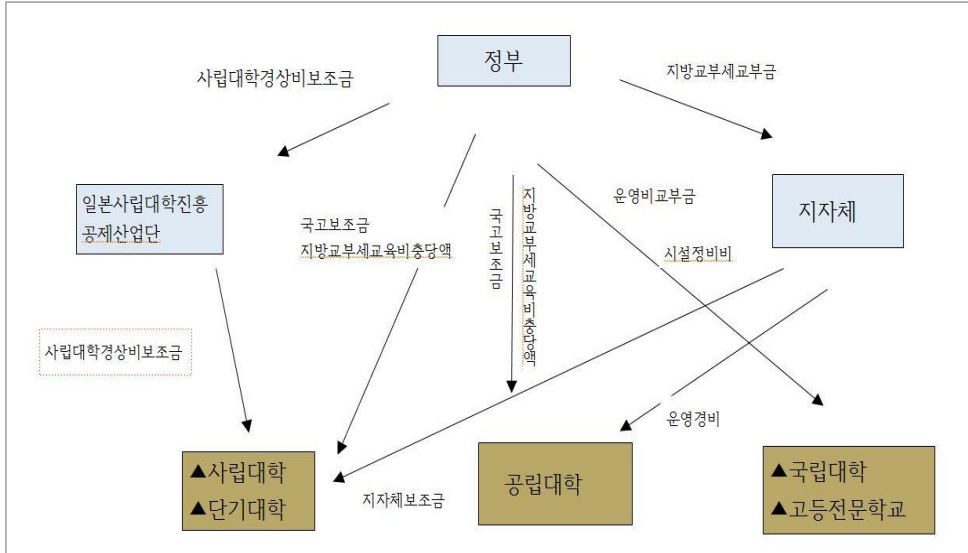 정부
사립대학경상비보조금
지방교부세교부금
일본사립대학진흥
공제산업단
지자체
국고보조금
지방교부세교육비충당액
국고보조금
지방교부세교육비충당액
운영비교부금
시설정비비
사립대학경상비보조금
운영경비
▲사립대학
▲단기대학
지자체보조금
공립대학
▲국립대학
▲고등전문학교